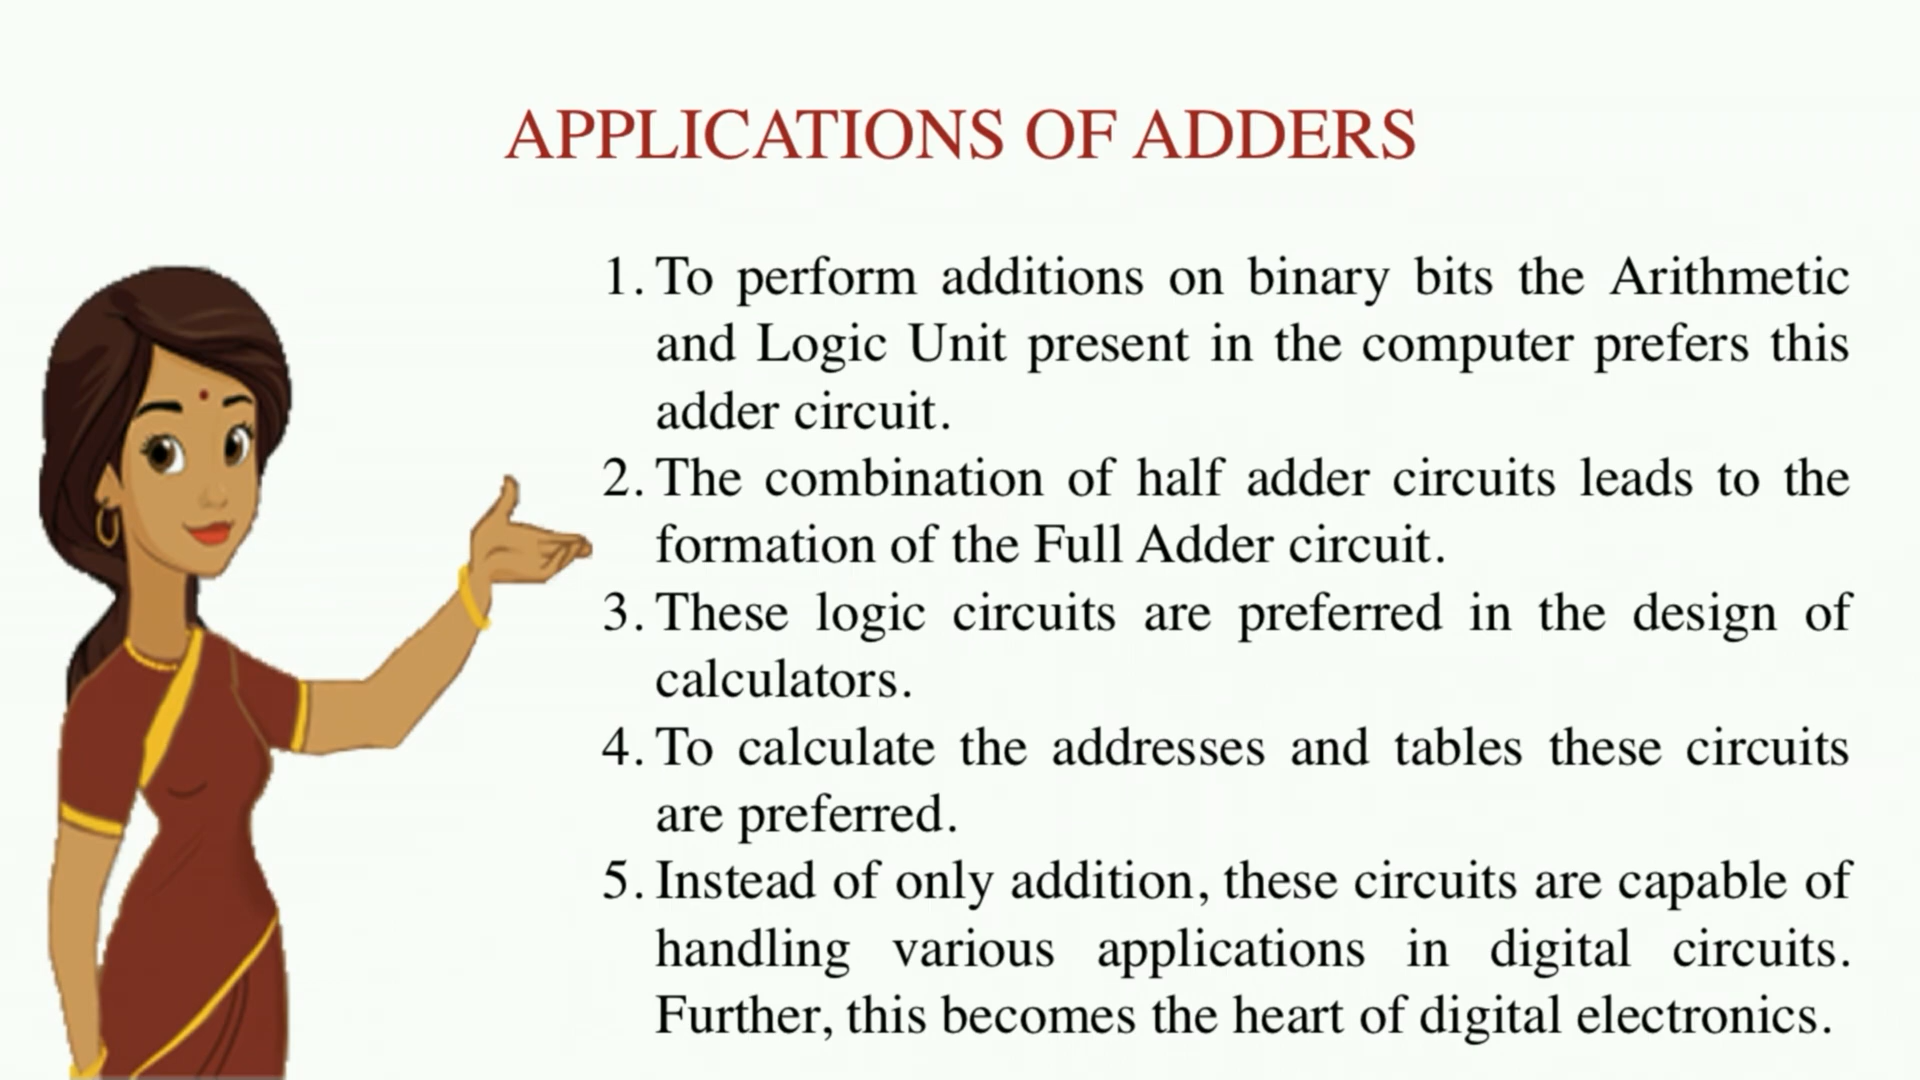 APPLICATIONS OF ADDERS
1. To perform additions on binary bits the Arithmetic
and Logic Unit present in the computer prefers this
adder circuit.
2. The combination of half adder circuits leads to the
formation of the Full Adder circuit.
3. These logic circuits are preferred in the design of
calculators.
4. To calculate the addresses and tables these circuits
are preferred.
5. Instead of only addition, these circuits are capable of
handling various applications in digital circuits.
Further, this becomes the heart of digital electronics.